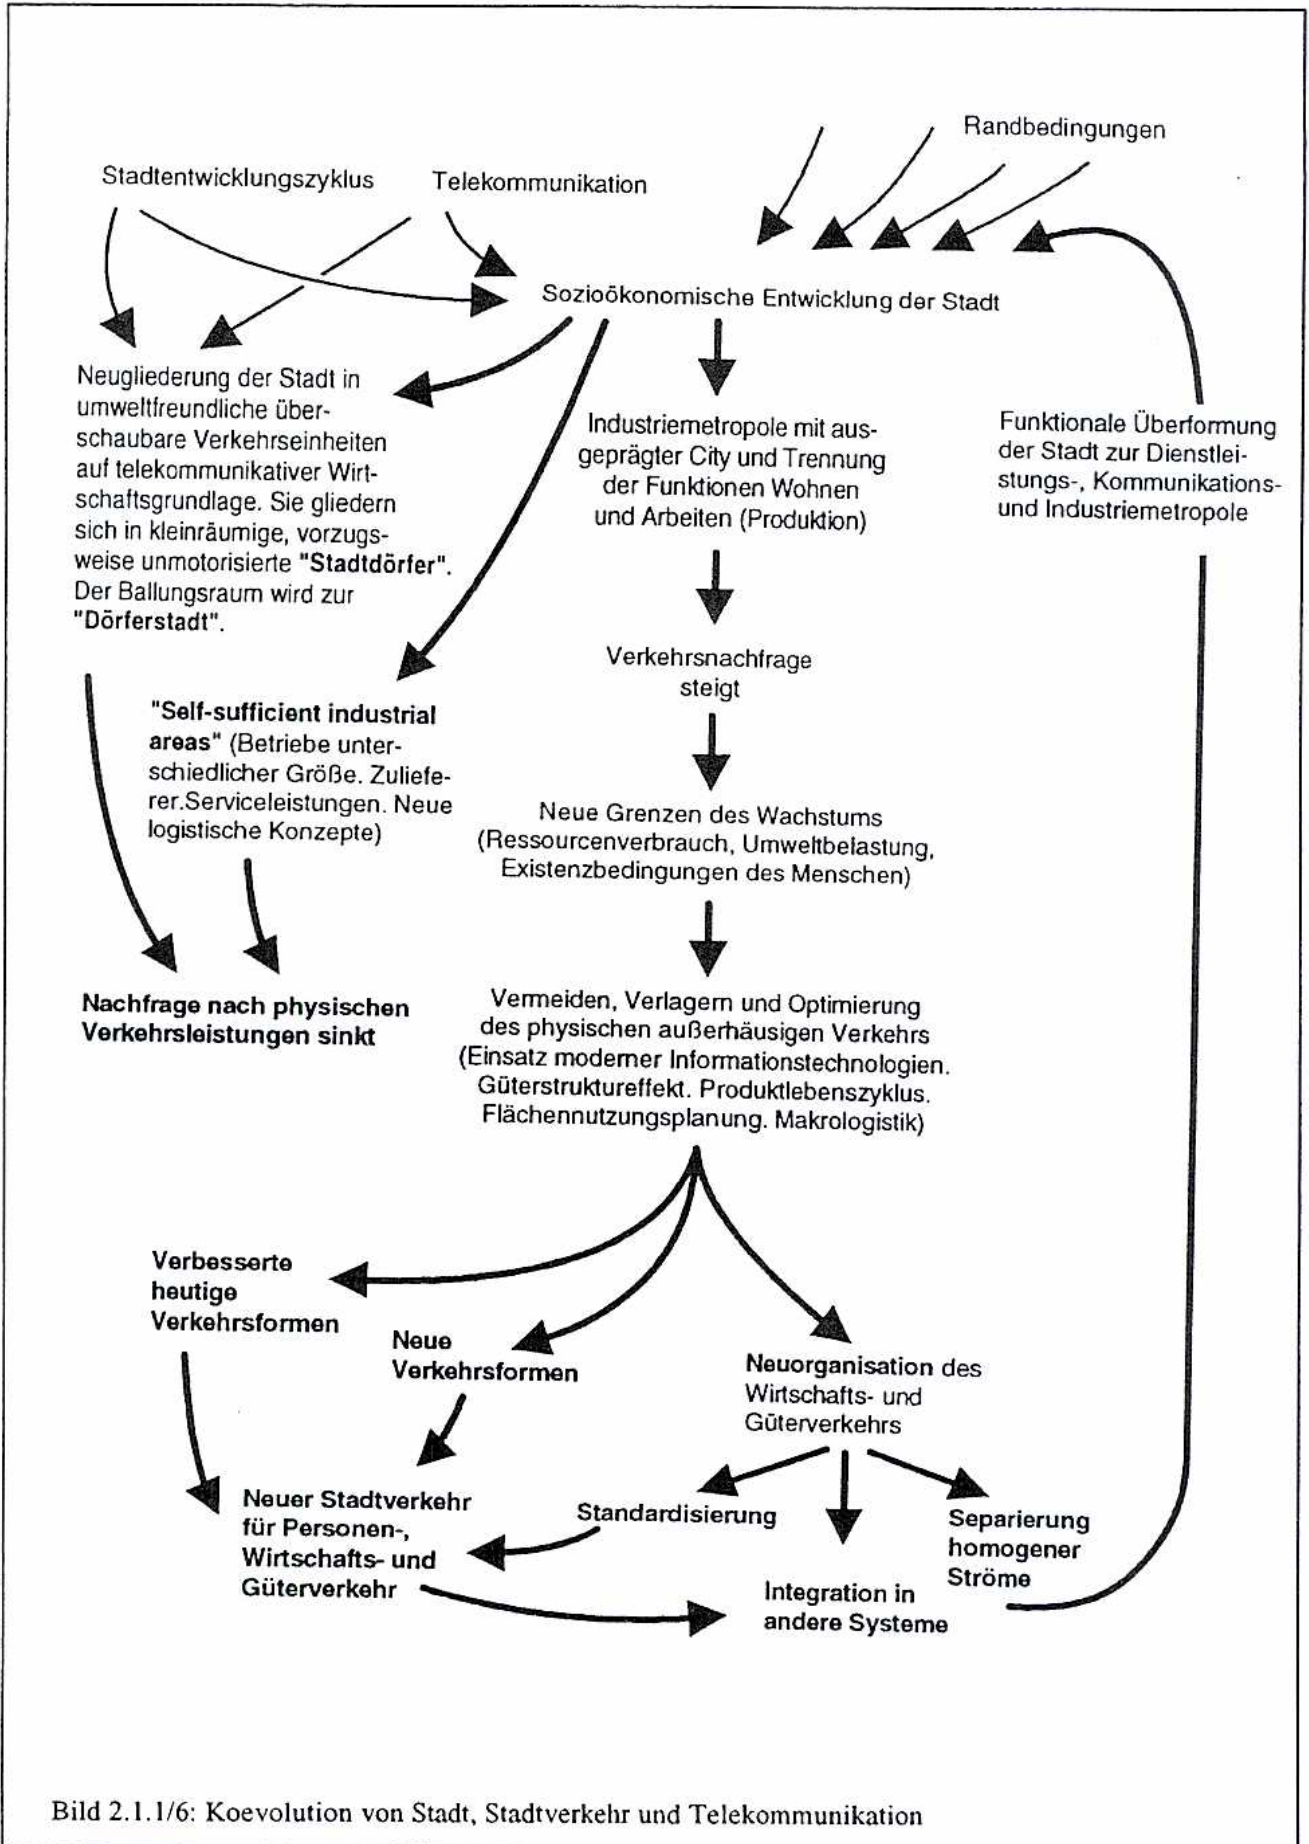 Randbedingungen
Stadtentwicklungszyklus
Telekommunikation
Sozioökonomische Entwicklung der Stadt
Neugliederung der Stadt in
umweltfreundliche über-
schaubare Verkehrseinheiten
auf telekommunikativer Wirt-
schaftsgrundlage. Sie gliedern
sich in kleinräumige, vorzugs-
weise unmotorisierte "Stadtdörfer".
Der Ballungsraum wird zur
"Dörferstadt".
Industriemetropole mit aus-
geprägter City und Trennung
der Funktionen Wohnen
und Arbeiten (Produktion)
Funktionale Überformung
der Stadt zur Dienstlei-
stungs-, Kommunikations-
und Industriemetropole
Verkehrsnachfrage
steigt
"Self-sufficient industrial
areas" (Betriebe unter-
schiedlicher Größe. Zuliefe-
rer.Serviceleistungen. Neue
logistische Konzepte)
Neue Grenzen des Wachstums
(Ressourcenverbrauch, Umweltbelastung,
Existenzbedingungen des Menschen)
Nachfrage nach physischen
Verkehrsleistungen sinkt
Vermeiden, Verlagern und Optimierung
des physischen außerhäusigen Verkehrs
(Einsatz moderner Informationstechnologien.
Güterstruktureffekt. Produktlebenszyklus.
Flächennutzungsplanung. Makrologistik)
Verbesserte
heutige
Verkehrsformen
Neue
Verkehrsformen
Neuorganisation des
Wirtschafts- und
Güterverkehrs
Neuer Stadtverkehr
für Personen-,
Wirtschafts- und
Güterverkehr
Standardisierung
Integration in
andere Systeme
Separierung
homogener
Ströme
Bild 2.1.1/6: Koevolution von Stadt, Stadtverkehr und Telekommunikation